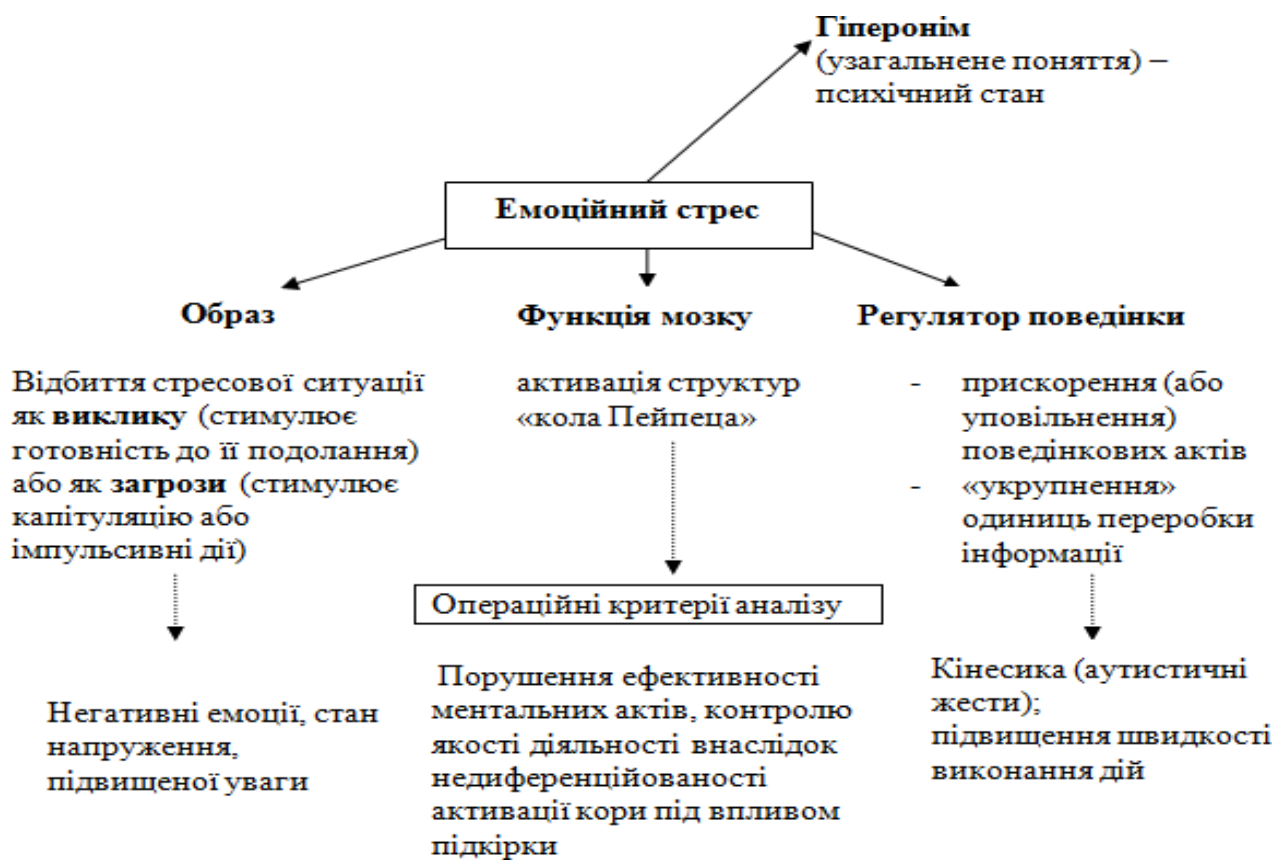 Гіперонім
(узагальнене поняття) –
психічний стан
Емоційний стрес
Образ
Функція мозку
Регулятор поведінки
Відбиття стресової ситуації
як виклику (стимулює
готовність до її подолання)
або як загрози (стимулює
капітуляцію або
імпульсивні дії)
активація структур
«кола Пейпеца»
- прискорення (або
уповільнення)
поведінкових актів
- «укрупнення»
одиниць переробки
інформації
Операційні критерії аналізу
Негативні емоції, стан
напруження,
підвищеної уваги
Порушення ефективності
ментальних актів, контролю
якості діяльності внаслідок
недиференційованості
активації кори під впливом
підкірки
Кінесика (аутистичні
жести);
підвищення швидкості
виконання дій